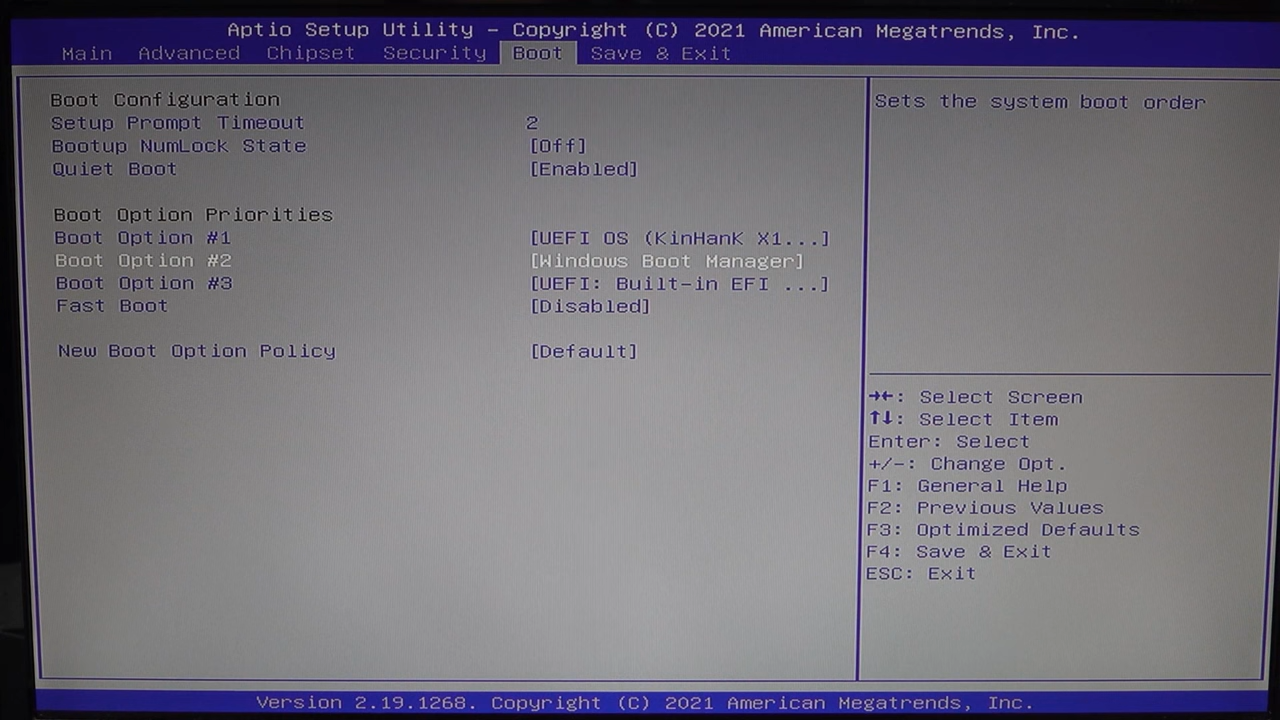 Aptio Setup Utility – Copyright (C) 2021 American Megatrends, Inc.
Main Advanced Chipset Security Boot Save & Exit
Boot Configuration
Setup Prompt Timeout 2
Bootup NumLock State [Off]
Quiet Boot [Enabled]
Boot Option Priorities
Boot Option #1 [UEFI OS (KinHanK X1...]
Boot Option #2 [Windows Boot Manager]
Boot Option #3 [UEFI: Built-in EFI ...]
Fast Boot [Disabled]
New Boot Option Policy [Default]
Sets the system boot order
→←: Select Screen
↑↓: Select Item
Enter: Select
+/-: Change Opt.
F1: General Help
F2: Previous Values
F3: Optimized Defaults
F4: Save & Exit
ESC: Exit
Version 2.19.1268. Copyright (C) 2021 American Megatrends, Inc.